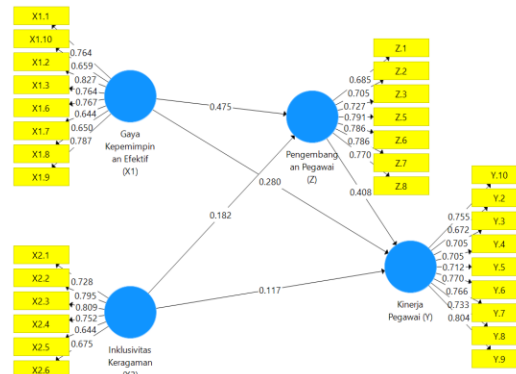 X1.1
X1.10
X1.2
X1.3
X1.6
X1.7
X1.8
X1.9
0.764
0.659
0.827
0.764
0.767
0.644
0.650
0.787
Gaya
Kepemimpin
an Efektif
(X1)
0.475
0.280
0.182
0.117
Z.1
Z.2
Z.3
Z.5
Z.6
Z.7
Z.8
0.685
0.705
0.727
0.791
0.786
0.786
0.770
Pengemban
an Pegawai
(Z)
0.408
X2.1
X2.2
X2.3
X2.4
X2.5
X2.6
0.728
0.795
0.809
0.752
0.644
0.675
Inklusivitas
Keragaman
Y.10
Y.2
Y.3
Y.4
Y.5
Y.6
Y.7
Y.8
Y.9
0.755
0.672
0.705
0.705
0.712
0.770
0.766
0.733
0.804
Kinerja
Pegawai (Y)